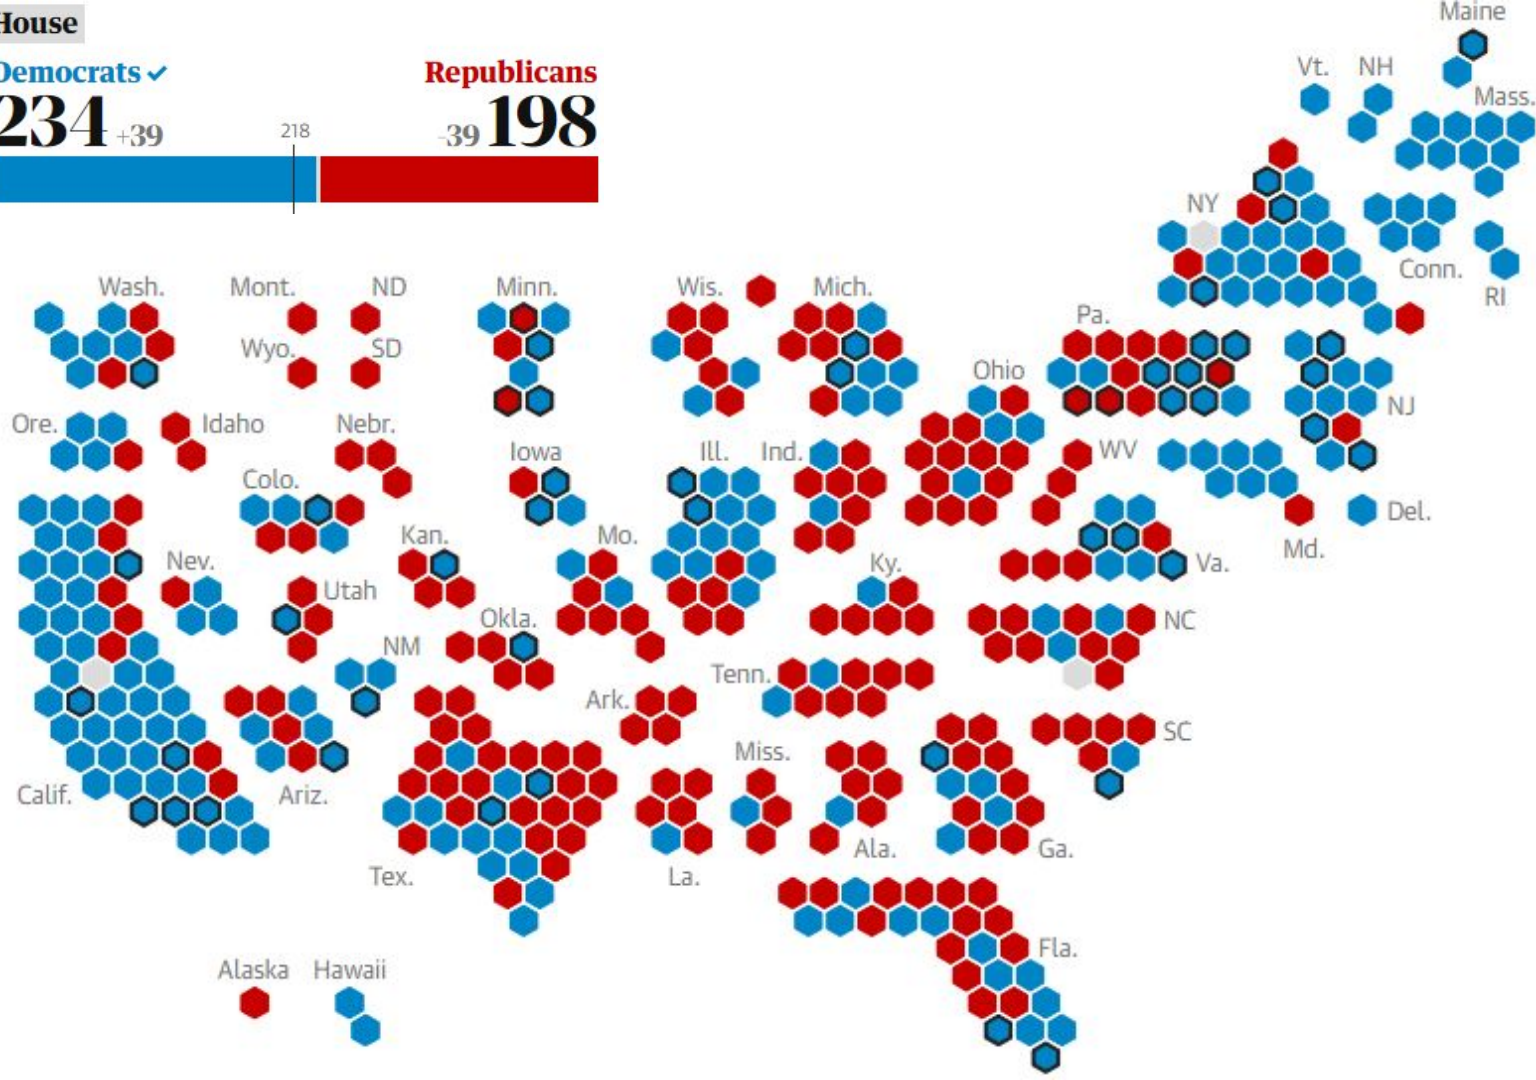 House
Democrats ✓ Republicans
234 +39 218 -39 198
Maine
Vt. NH
Mass.
NY
Conn.
RI
Wash. Mont. ND Minn. Wis. Mich.
Pa.
Wyo. SD
Ohio
NJ
Ore. Idaho Nebr.
Iowa Ill. Ind. WV
Colo.
Del.
Kan. Mo.
Md.
Nev. Ky. Va.
Utah
Okla. NC
NM
Tenn.
Ark.
SC
Miss.
Calif. Ariz.
Ala. Ga.
Tex. La.
Fla.
Alaska Hawaii